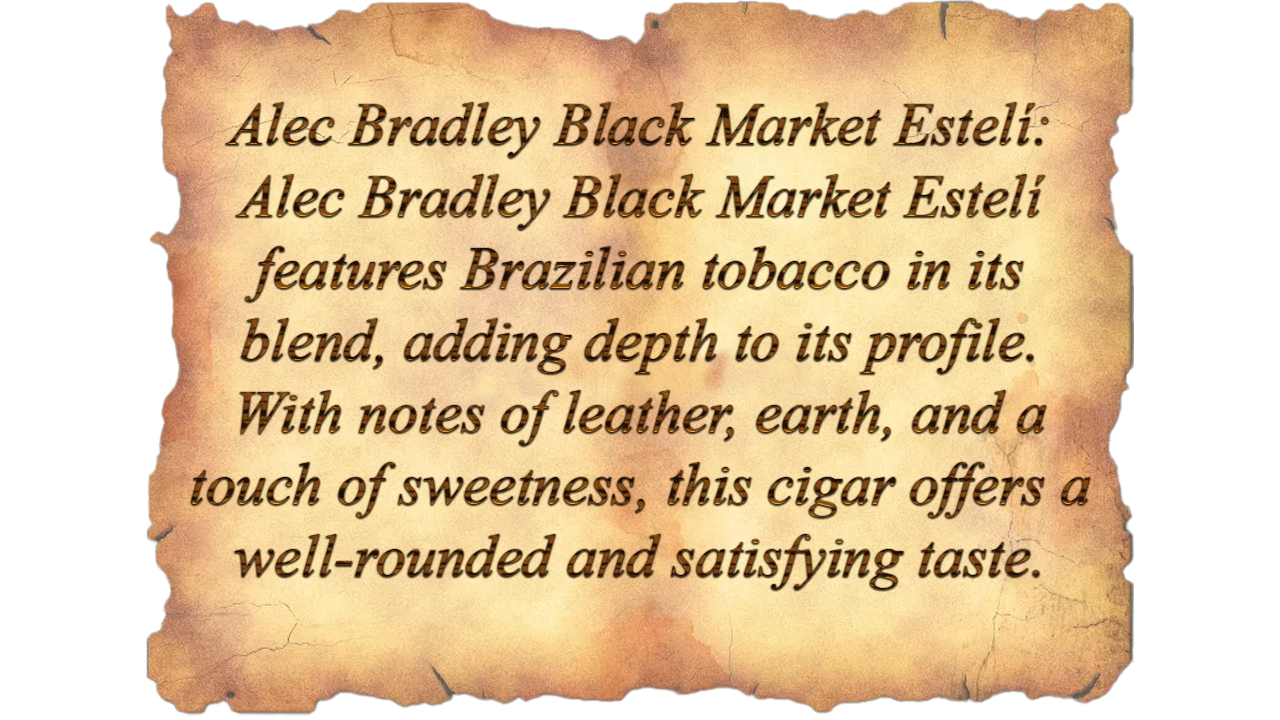 Alec Bradley Black Market Estelí:
Alec Bradley Black Market Estelí
features Brazilian tobacco in its
blend, adding depth to its profile.
With notes of leather, earth, and a
touch of sweetness, this cigar offers a
well-rounded and satisfying taste.